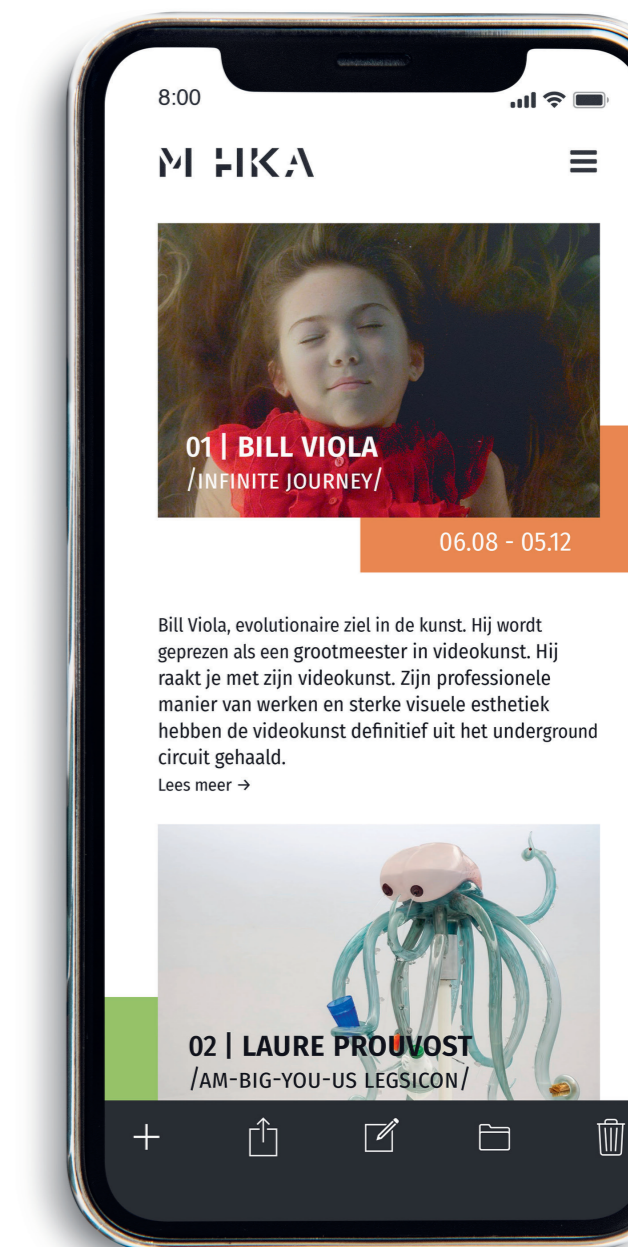 8:00
M HKA
01 | BILL VIOLA
/INFINITE JOURNEY/
06.08 - 05.12
Bill Viola, evolutionaire ziel in de kunst. Hij wordt
geprezen als een grootmeester in videokunst. Hij
raakt je met zijn videokunst. Zijn professionele
manier van werken en sterke visuele esthetiek
hebben de videokunst definitief uit het underground
circuit gehaald.
Lees meer →
02 | LAURE PROUVOST
/AM-BIG-YOU-US LEGSICON/